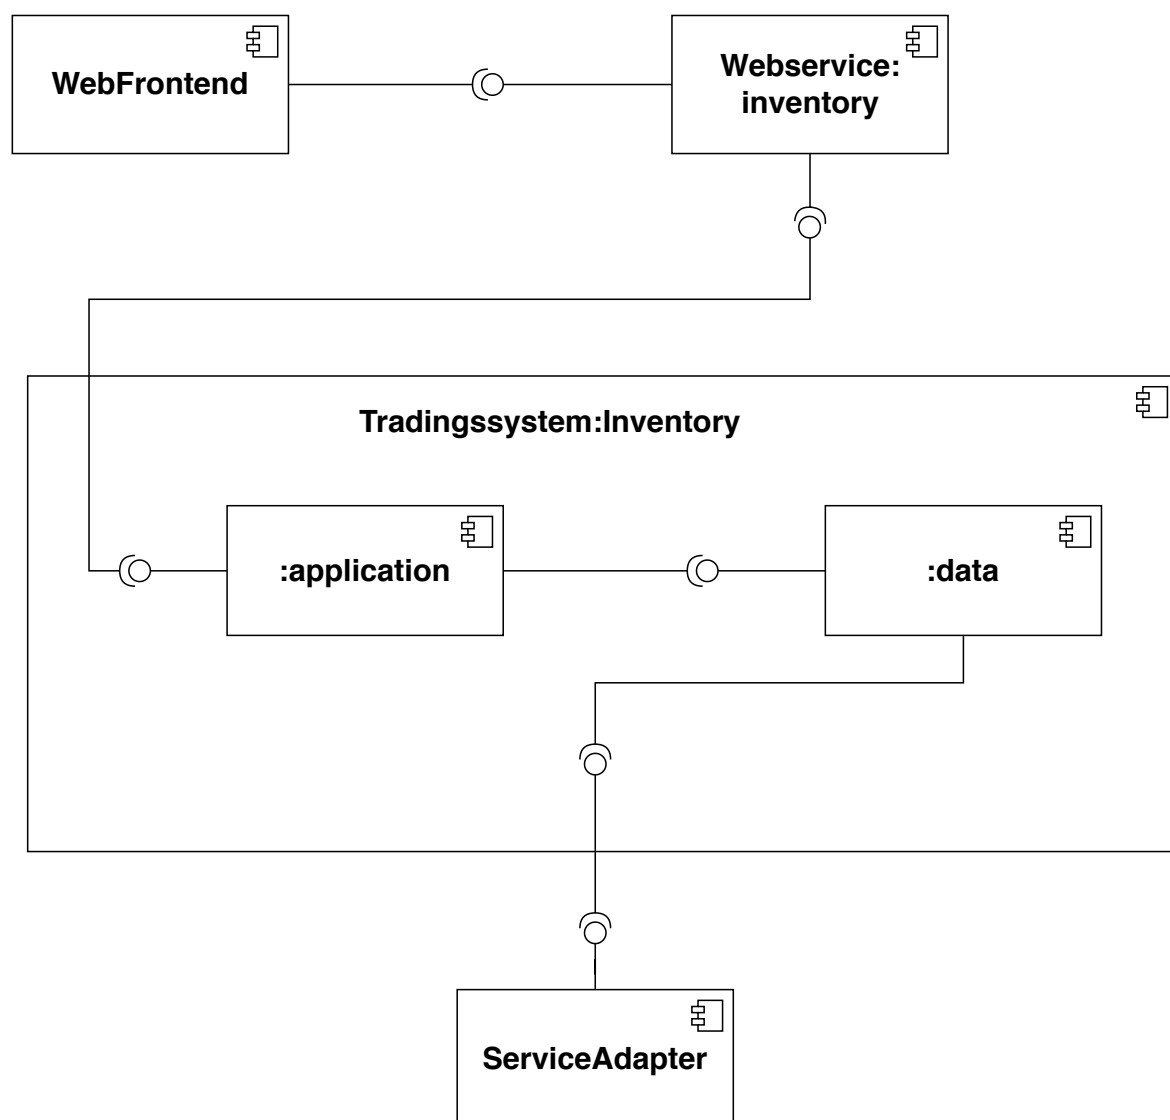 WebFrontend
Webservice:
inventory
Tradingssystem:Inventory
:application
:data
ServiceAdapter